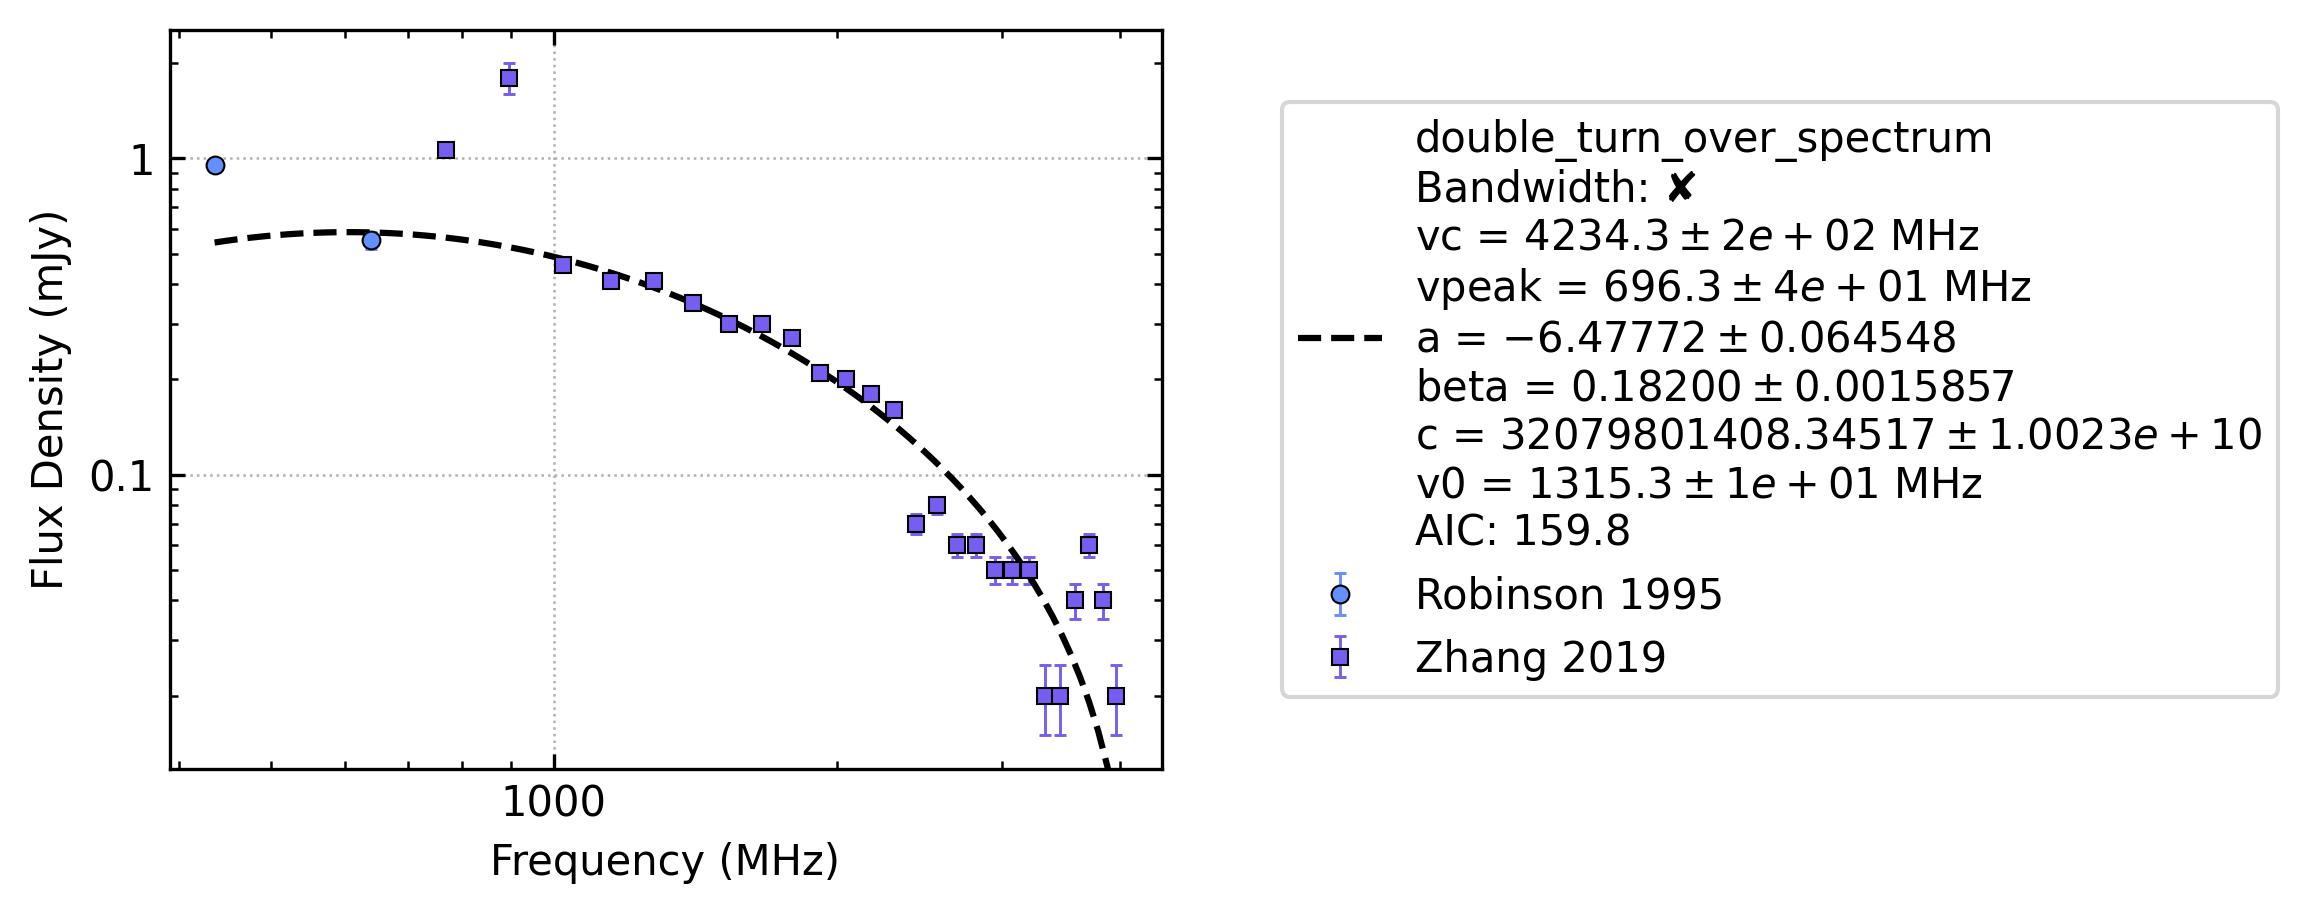 1
0.1
Flux Density (mJy)
1000
Frequency (MHz)
double_turn_over_spectrum
Bandwidth: ✘
vc = 4234.3 ± 2e + 02 MHz
vpeak = 696.3 ± 4e + 01 MHz
a = −6.47772 ± 0.064548
beta = 0.18200 ± 0.0015857
c = 32079801408.34517 ± 1.0023e + 10
v0 = 1315.3 ± 1e + 01 MHz
AIC: 159.8
Robinson 1995
Zhang 2019